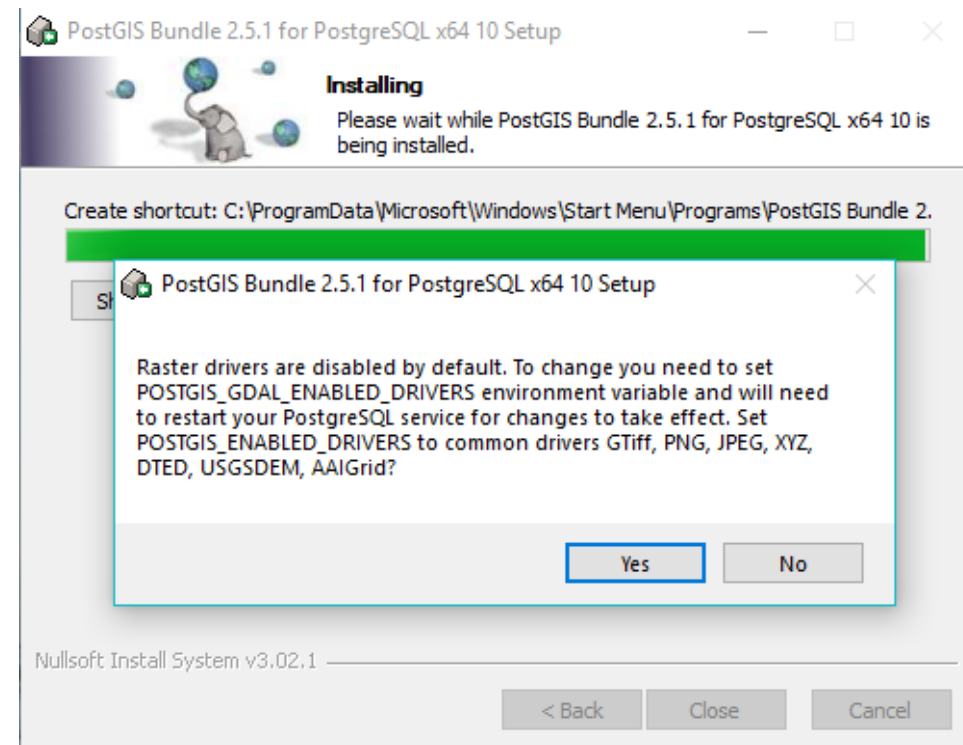 PostGIS Bundle 2.5.1 for PostgreSQL x64 10 Setup
Installing
Please wait while PostGIS Bundle 2.5.1 for PostgreSQL x64 10 is
being installed.
Create shortcut: C:\ProgramData\Microsoft\Windows\Start Menu\Programs\PostGIS Bundle 2.
PostGIS Bundle 2.5.1 for PostgreSQL x64 10 Setup
Raster drivers are disabled by default. To change you need to set
POSTGIS_GDAL_ENABLED_DRIVERS environment variable and will need
to restart your PostgreSQL service for changes to take effect. Set
POSTGIS_ENABLED_DRIVERS to common drivers GTiff, PNG, JPEG, XYZ,
DTED, USGSDEM, AAIGrid?
Yes No
Nullsoft Install System v3.02.1
< Back Close Cancel